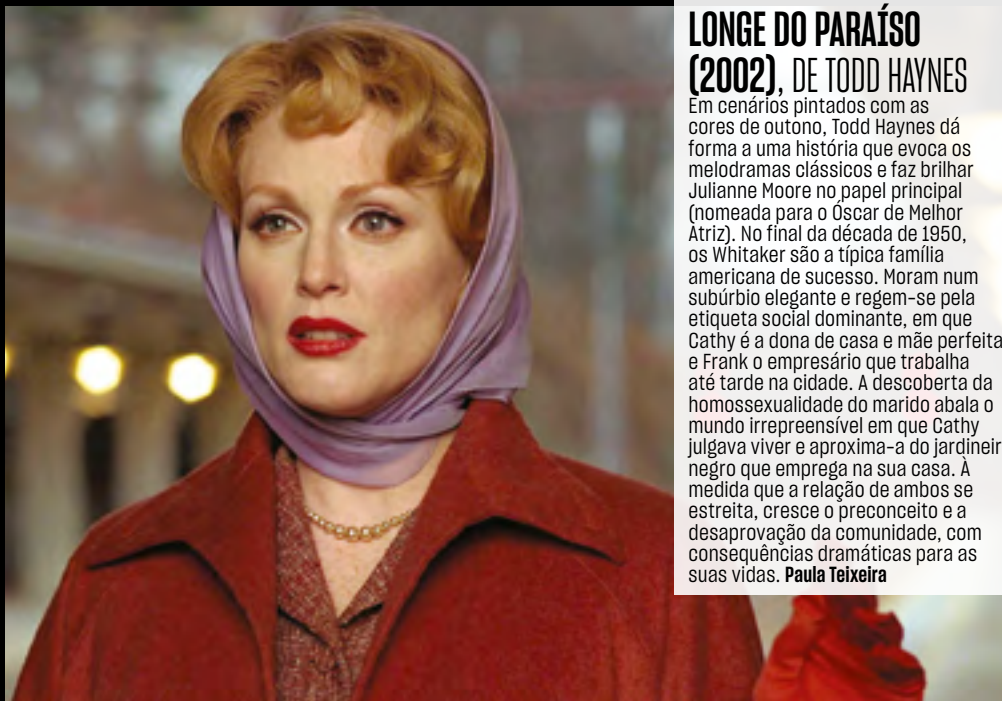 LONGE DO PARAÍSO
(2002), DE TODD HAYNES
Em cenários pintados com as
cores de outono, Todd Haynes dá
forma a uma história que evoca os
melodramas clássicos e faz brilhar
Julianne Moore no papel principal
(nomeada para o Óscar de Melhor
Atriz). No final da década de 1950,
os Whitaker são a típica família
americana de sucesso. Moram num
subúrbio elegante e regem-se pela
etiqueta social dominante, em que
Cathy é a dona de casa e mãe perfeita
e Frank o empresário que trabalha
até tarde na cidade. A descoberta da
homossexualidade do marido abala o
mundo irrepreensível em que Cathy
julgava viver e aproxima-a do jardineir
negro que emprega na sua casa. À
medida que a relação de ambos se
estreita, cresce o preconceito e a
desaprovação da comunidade, com
consequências dramáticas para as
suas vidas. Paula Teixeira